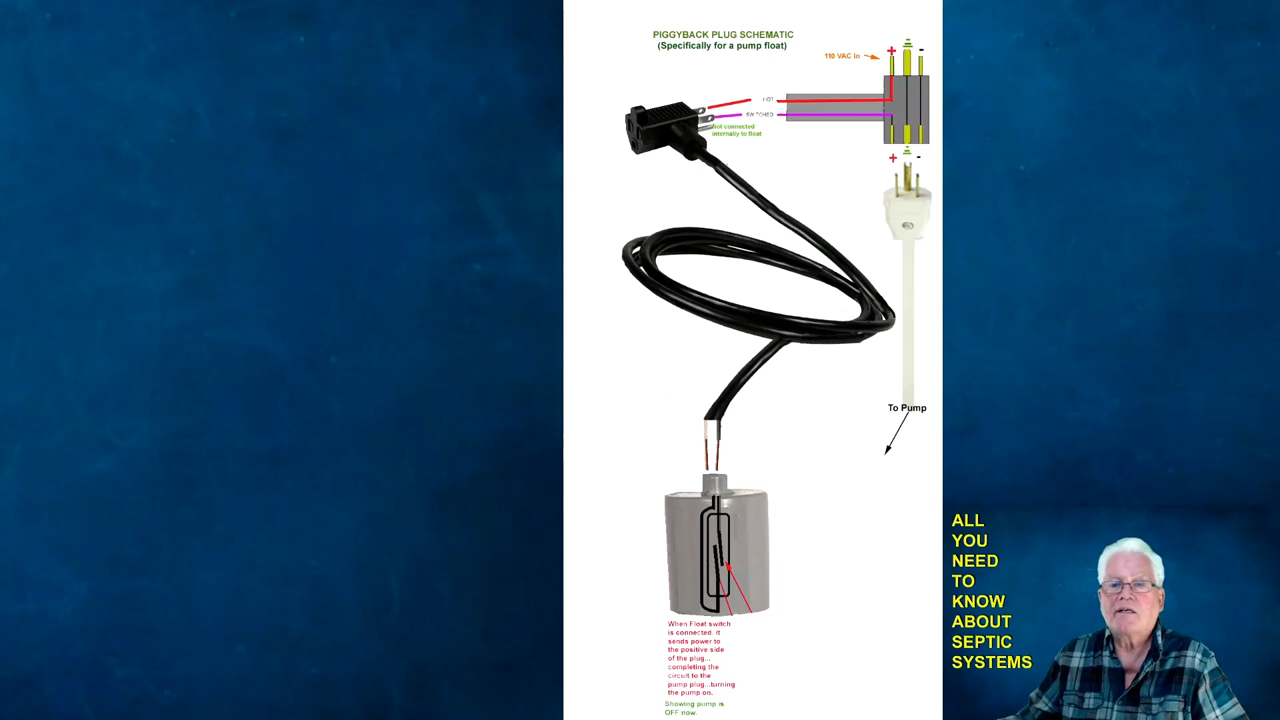 PIGGYBACK PLUG SCHEMATIC
(Specifically for a pump float)
110 VAC In
+
-
HOT
SWITCHED
Not connected
internally to float
+
-
To Pump
When Float switch
is connected, it
sends power to
the positive side
of the plug...
completing the
circuit to the
pump plug...turning
the pump on.
Showing pump is
OFF now.
ALL
YOU
NEED
TO
KNOW
ABOUT
SEPTIC
SYSTEMS